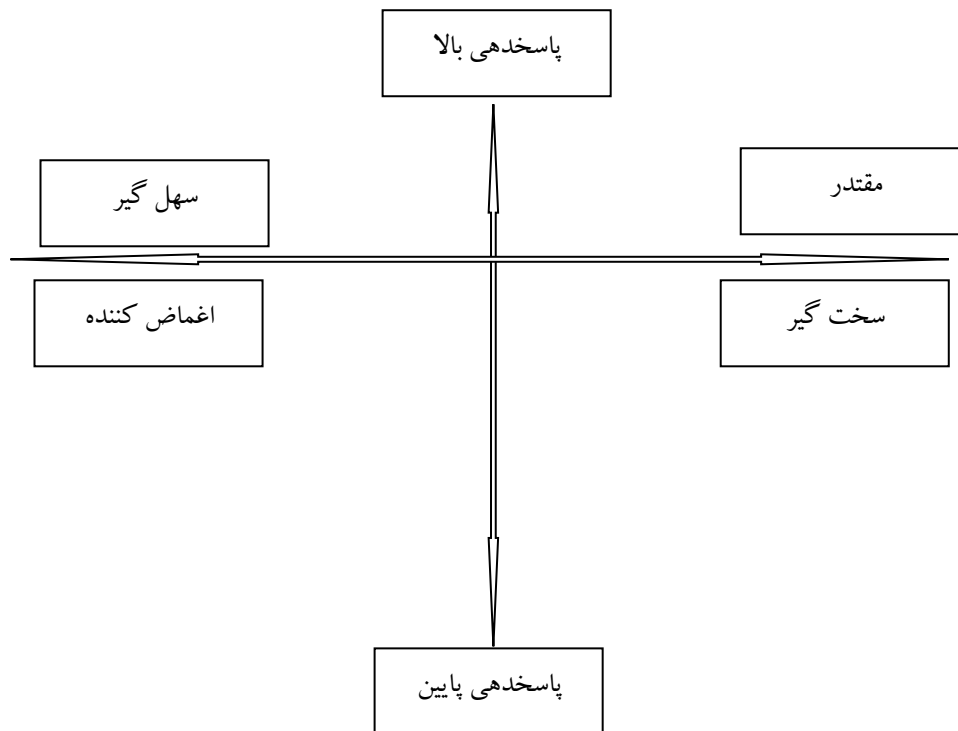 پاسخدهی بالا
مقتدر
سهل گیر
سخت گیر
اغماض کننده
پاسخدهی پایین